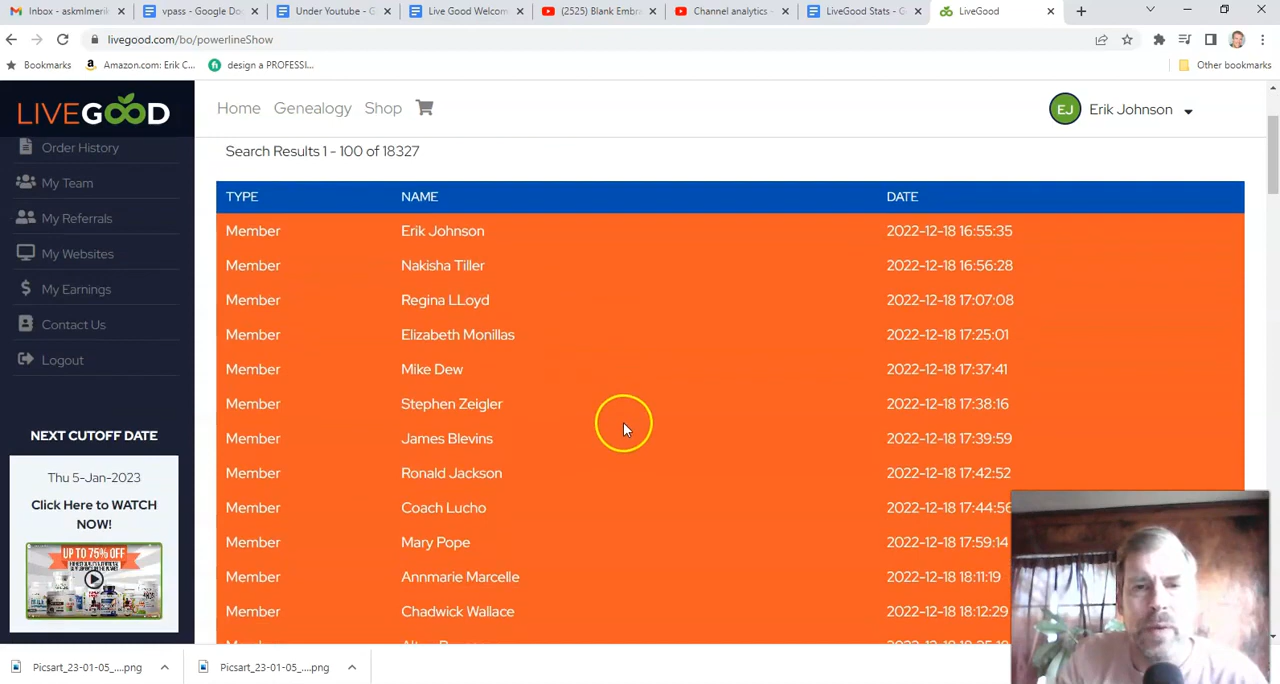 Inbox - askmlmerik
vpass - Google Do
Under Youtube - G
Live Good Welcom
(2525) Blank Embra
Channel analytics -
LiveGood Stats - G
LiveGood
livegood.com/bo/powerlineShow
Bookmarks
Amazon.com: Erik C...
design a PROFESSI...
Other bookmarks
LIVEGOOD
Home
Genealogy
Shop
EJ
Erik Johnson
Order History
My Team
My Referrals
My Websites
My Earnings
Contact Us
Logout
NEXT CUTOFF DATE
Thu 5-Jan-2023
Click Here to WATCH
NOW!
UP TO 75% OFF
Search Results 1 - 100 of 18327
TYPE NAME DATE
Member Erik Johnson 2022-12-18 16:55:35
Member Nakisha Tiller 2022-12-18 16:56:28
Member Regina LLoyd 2022-12-18 17:07:08
Member Elizabeth Monillas 2022-12-18 17:25:01
Member Mike Dew 2022-12-18 17:37:41
Member Stephen Zeigler 2022-12-18 17:38:16
Member James Blevins 2022-12-18 17:39:59
Member Ronald Jackson 2022-12-18 17:42:52
Member Coach Lucho 2022-12-18 17:44:56
Member Mary Pope 2022-12-18 17:59:14
Member Annmarie Marcelle 2022-12-18 18:11:19
Member Chadwick Wallace 2022-12-18 18:12:29
Picsart_23-01-05_....png
Picsart_23-01-05_....png